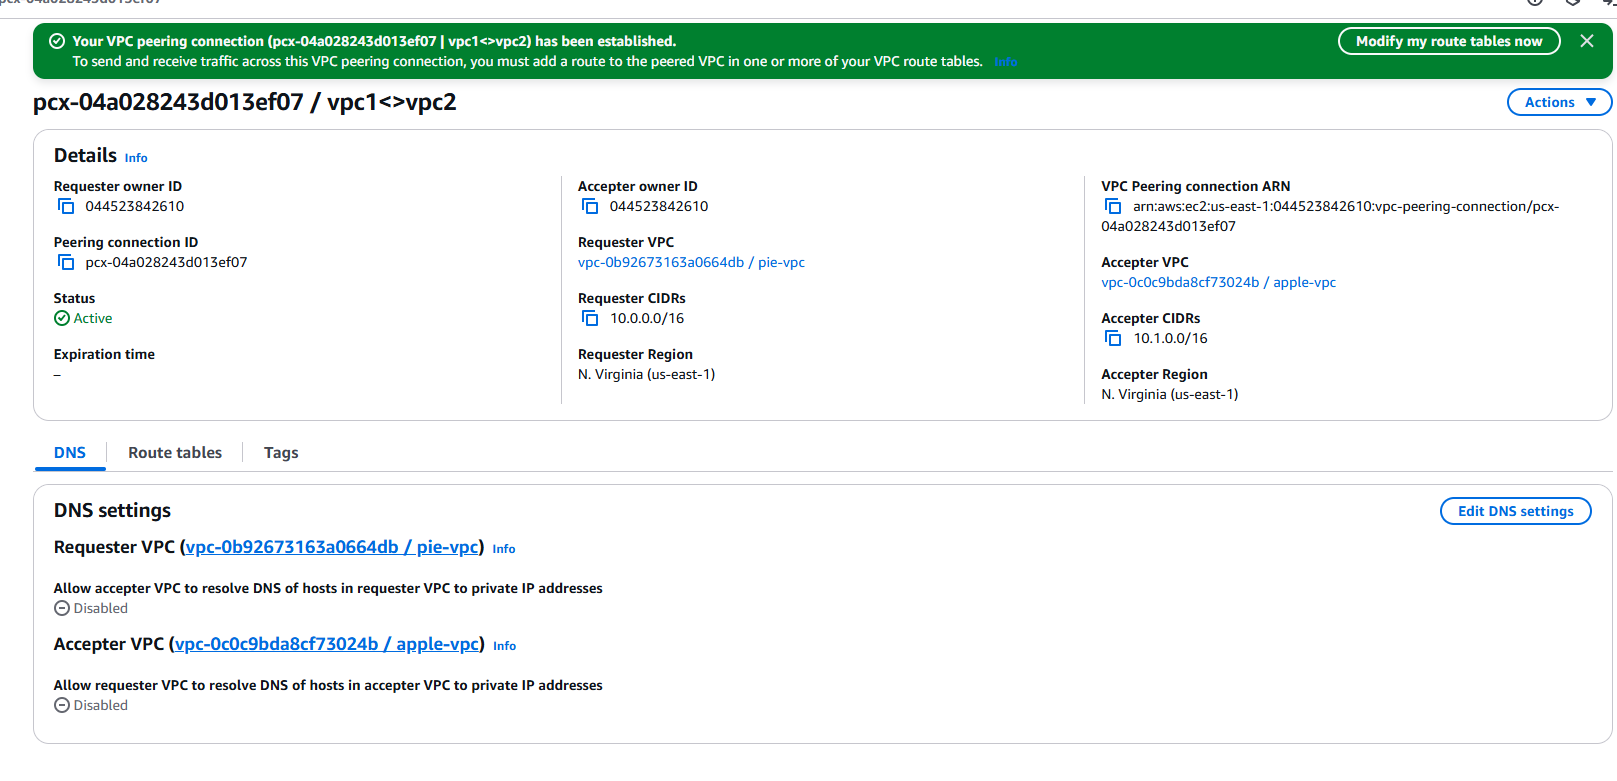 pcx-04a028243d013ef07
Your VPC peering connection (pcx-04a028243d013ef07 | vpc1<>vpc2) has been established.
To send and receive traffic across this VPC peering connection, you must add a route to the peered VPC in one or more of your VPC route tables. Info
Modify my route tables now
pcx-04a028243d013ef07 / vpc1<>vpc2
Actions
Details Info
Requester owner ID
044523842610
Peering connection ID
pcx-04a028243d013ef07
Status
Active
Expiration time
–
Accepter owner ID
044523842610
Requester VPC
vpc-0b92673163a0664db / pie-vpc
Requester CIDRs
10.0.0.0/16
Requester Region
N. Virginia (us-east-1)
VPC Peering connection ARN
arn:aws:ec2:us-east-1:044523842610:vpc-peering-connection/pcx-
04a028243d013ef07
Accepter VPC
vpc-0c0c9bda8cf73024b / apple-vpc
Accepter CIDRs
10.1.0.0/16
Accepter Region
N. Virginia (us-east-1)
DNS
Route tables
Tags
DNS settings
Edit DNS settings
Requester VPC (vpc-0b92673163a0664db / pie-vpc) Info
Allow accepter VPC to resolve DNS of hosts in requester VPC to private IP addresses
Disabled
Accepter VPC (vpc-0c0c9bda8cf73024b / apple-vpc) Info
Allow requester VPC to resolve DNS of hosts in accepter VPC to private IP addresses
Disabled